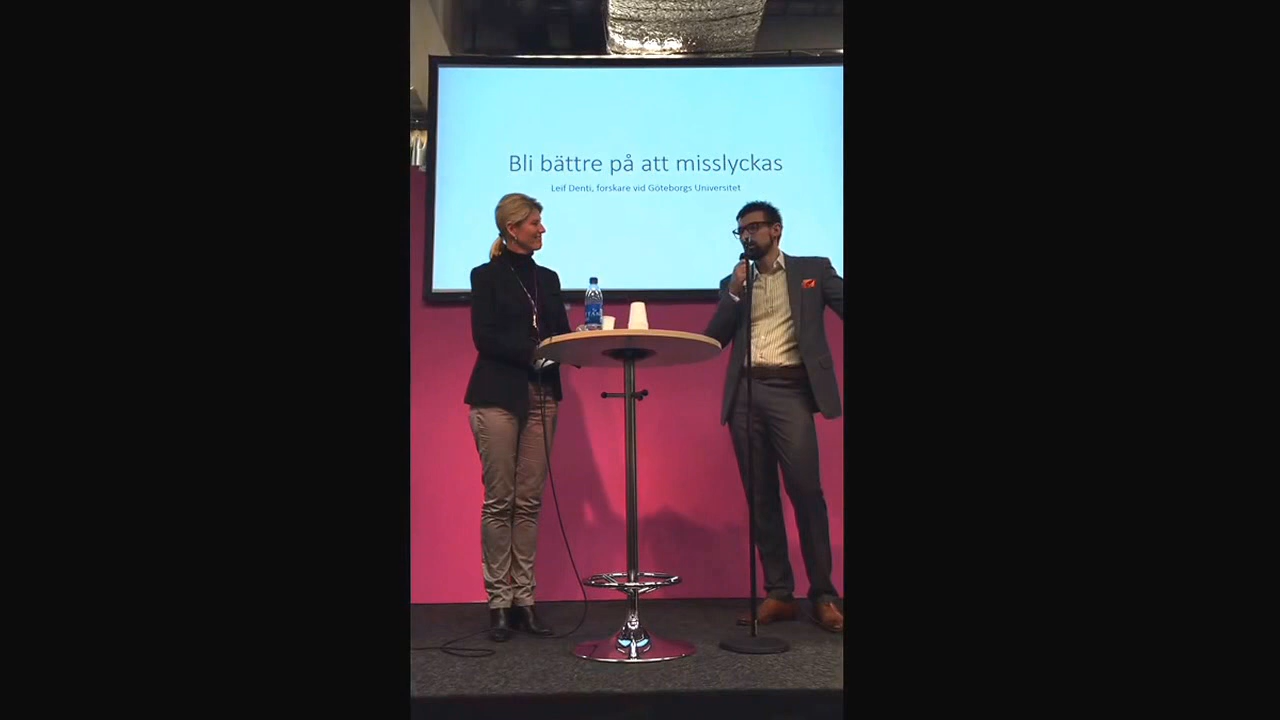 Bli bättre på att misslyckas
Leif Denti, forskare vid Göteborgs Universitet